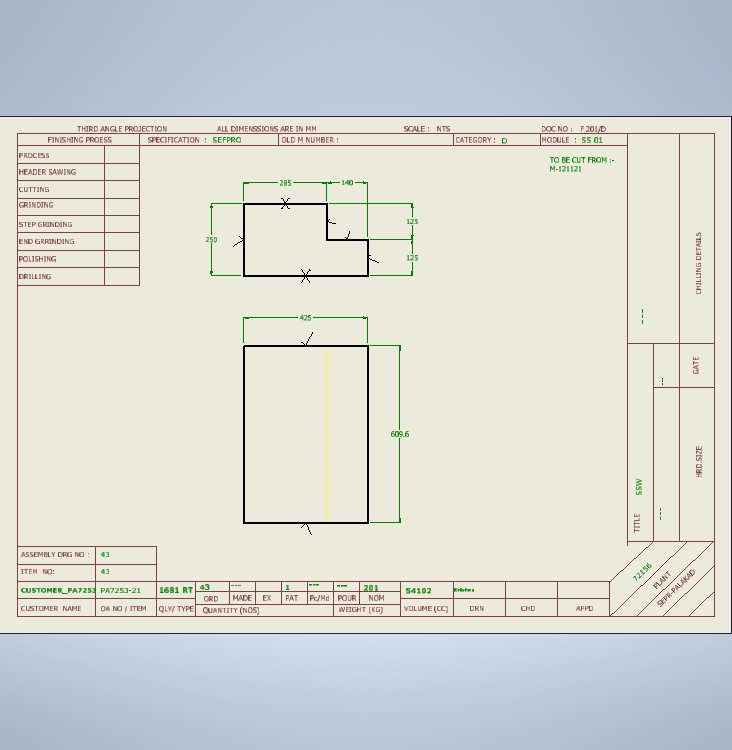 THIRD ANGLE PROJECTION ALL DIMENSSIONS ARE IN MM SCALE : NTS DOC NO : F 201/D
FINISHING PROESS SPECIFICATION : SEFPRO OLD M NUMBER : CATEGORY : D MODULE : SS 01
PROCESS
HEADER SAWING
CUTTING
GRINDING
STEP GRINDING
END GRRINDING
POLISHING
DRILLING
TO BE CUT FROM :-
M-121121
285 140
250
125
125
425
609.6
CHILLING DETAILS
---
GATE
--
HRD.SIZE
---
TITLE SSW
72156
PLANT
SEPR-PALAKAD
ASSEMBLY DRG NO : 43
ITEM NO: 43
CUSTOMER_PA7253 PA7253-21 1681 RT 43 --- 1 --- --- 201 54102
ORD MADE EX PAT Pc/Md POUR NOM
CUSTOMER NAME OA NO / ITEM QLY/ TYPE QUANTITY (NOS) WEIGHT (KG) VOLUME (CC) DRN CHD APPD